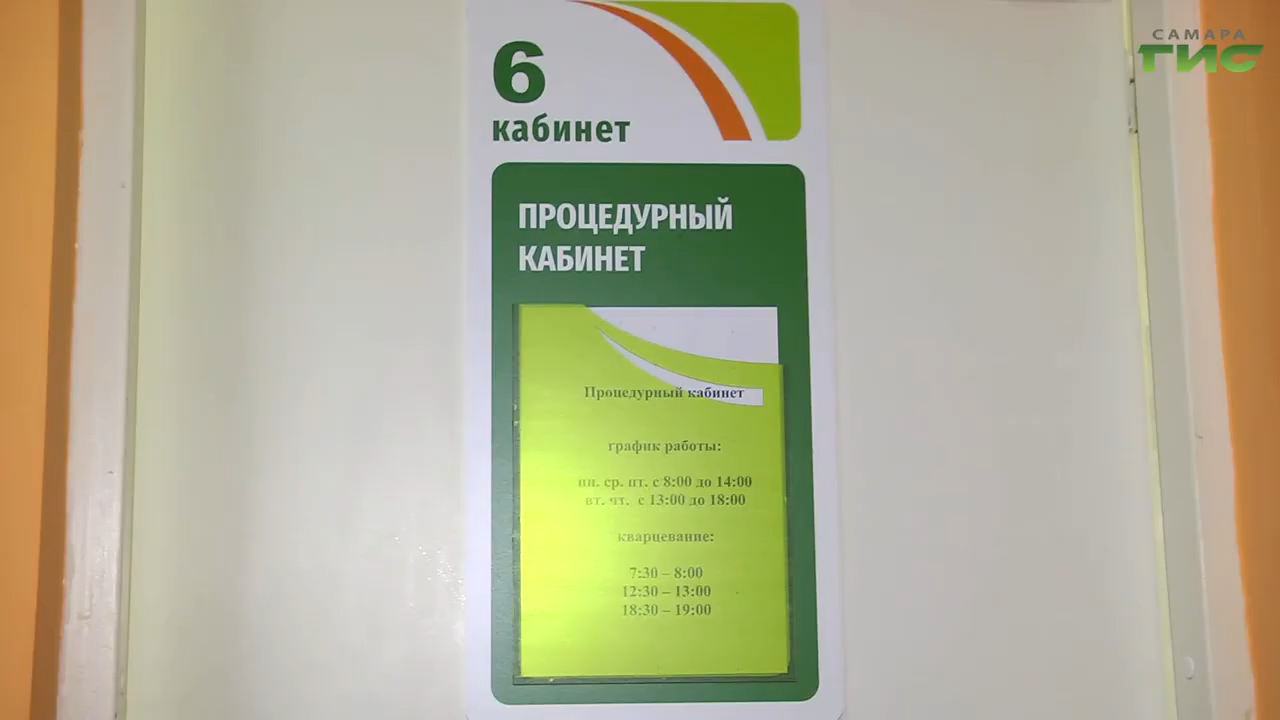 САМАРА
ГИС
6
кабинет
ПРОЦЕДУРНЫЙ
КАБИНЕТ
Процедурный кабинет
график работы:
пн. ср. пт. с 8:00 до 14:00
вт. чт. с 13:00 до 18:00
кварцевание:
7:30 – 8:00
12:30 – 13:00
18:30 – 19:00